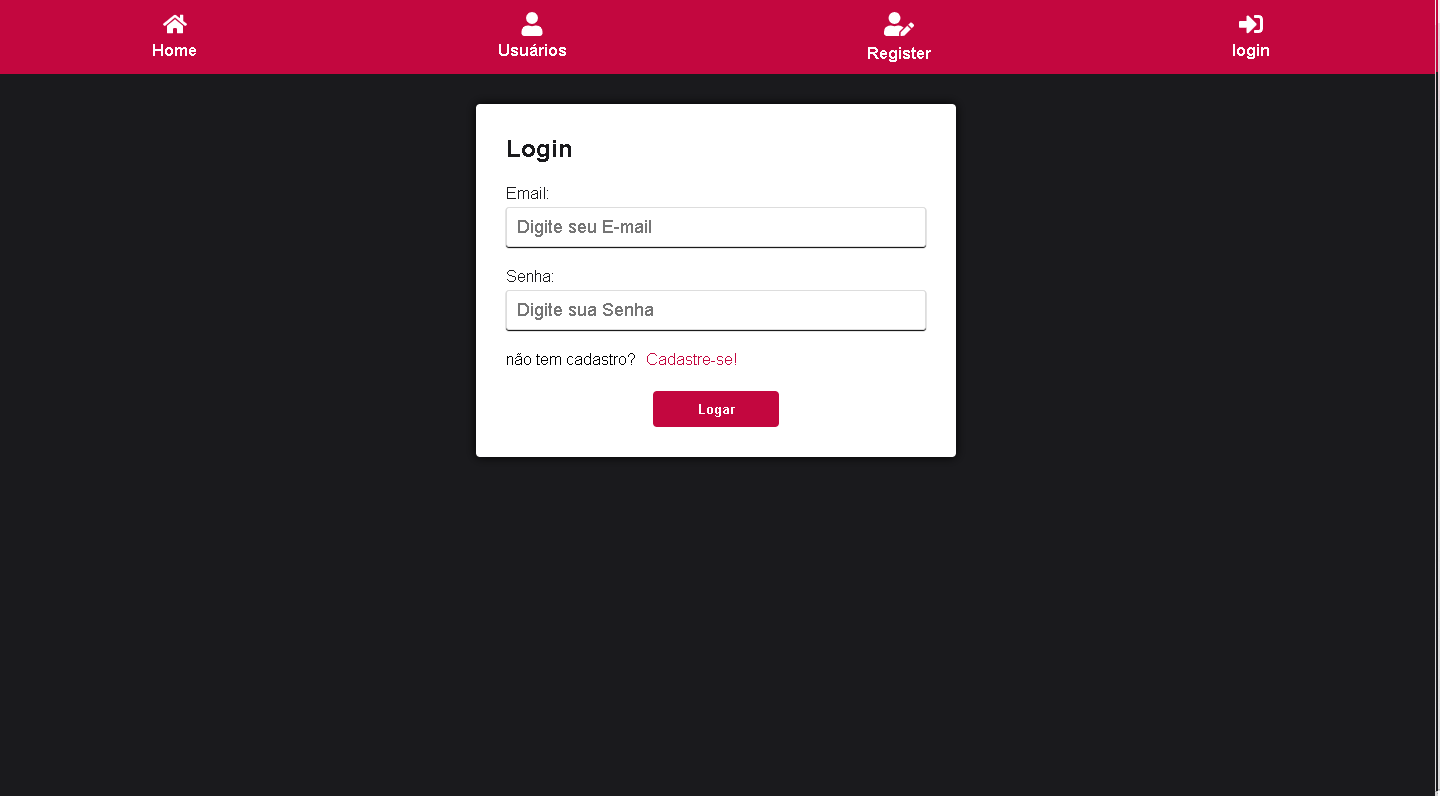 Home
Usuários
Register
login
Login
Email:
Digite seu E-mail
Senha:
Digite sua Senha
não tem cadastro? Cadastre-se!
Logar